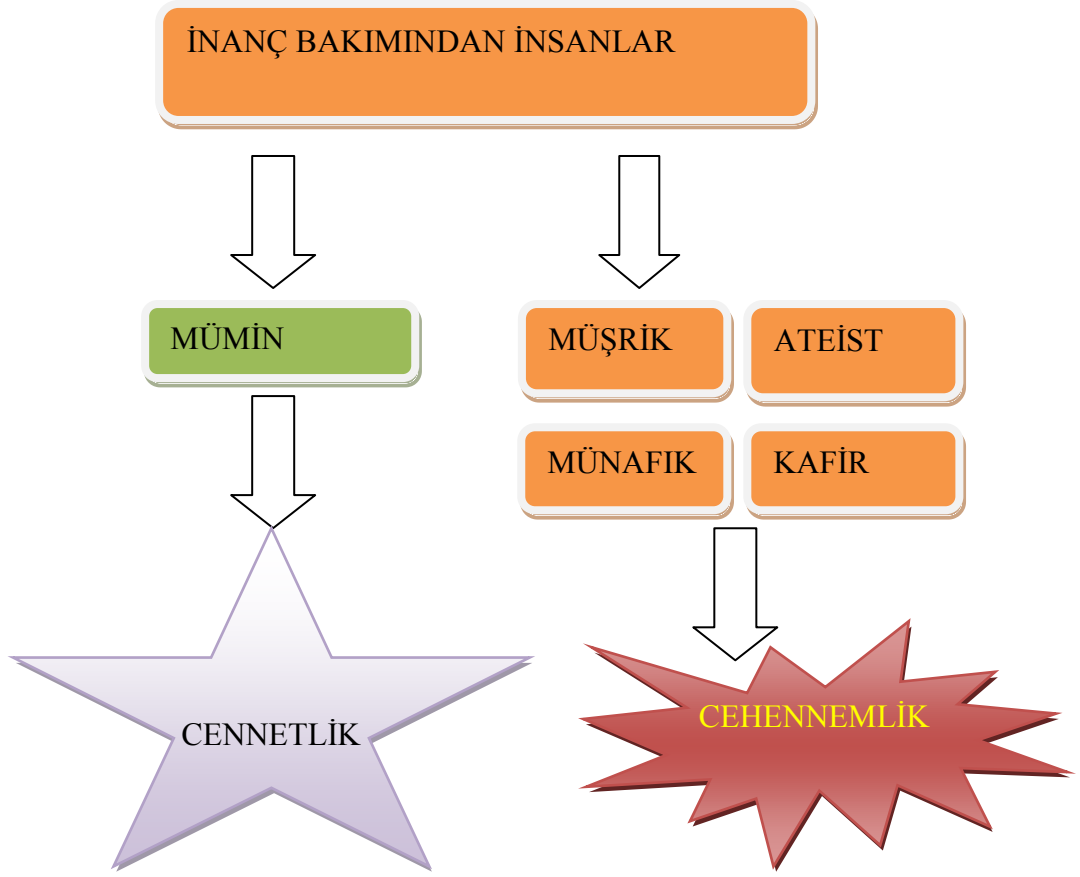 İNANÇ BAKIMINDAN İNSANLAR
MÜMİN
MÜŞRİK
ATEİST
MÜNAFIK
KAFİR
CENNETLİK
CEHENNEMLİK